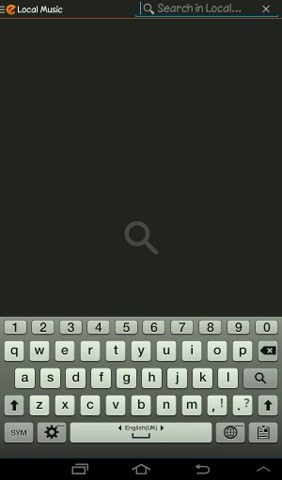 e Local Music Search in Local...
1 2 3 4 5 6 7 8 9 0
q w e r t y u i o p
a s d f g h j k l
z x c v b n m , ! . ?
SYM English(UK)